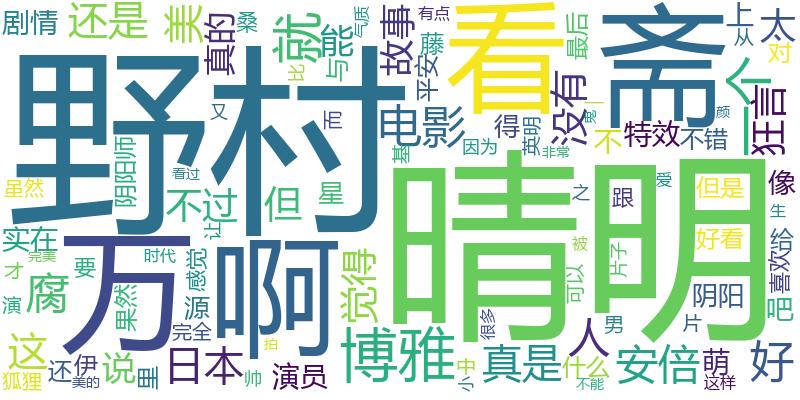 剧情
还是
美
真的
桑
就
能
与
气质
比
故事
藤
有点
平安
看
最后
斋
上
从
太
对
野村
又
而
电影
得
英明
没有
不
一个
特效
不错
狂言
鬼
一
颜
阴阳师
看过
虽然
不过
但
星
基
因为
非常
之
跟
爱
但是
像
生
实在
才
完美
要
时代
万
让
感觉
啊
觉得
晴明
被
可以
片子
好看
给
喜欢
演
腐
果然
源
完全
阴阳
吧
这
狐狸
还
伊
美的
说
里
日本
帅
拍
演员
博雅
中
小
真是
很多
什么
人
男
不能
片
安倍
萌
这样
好